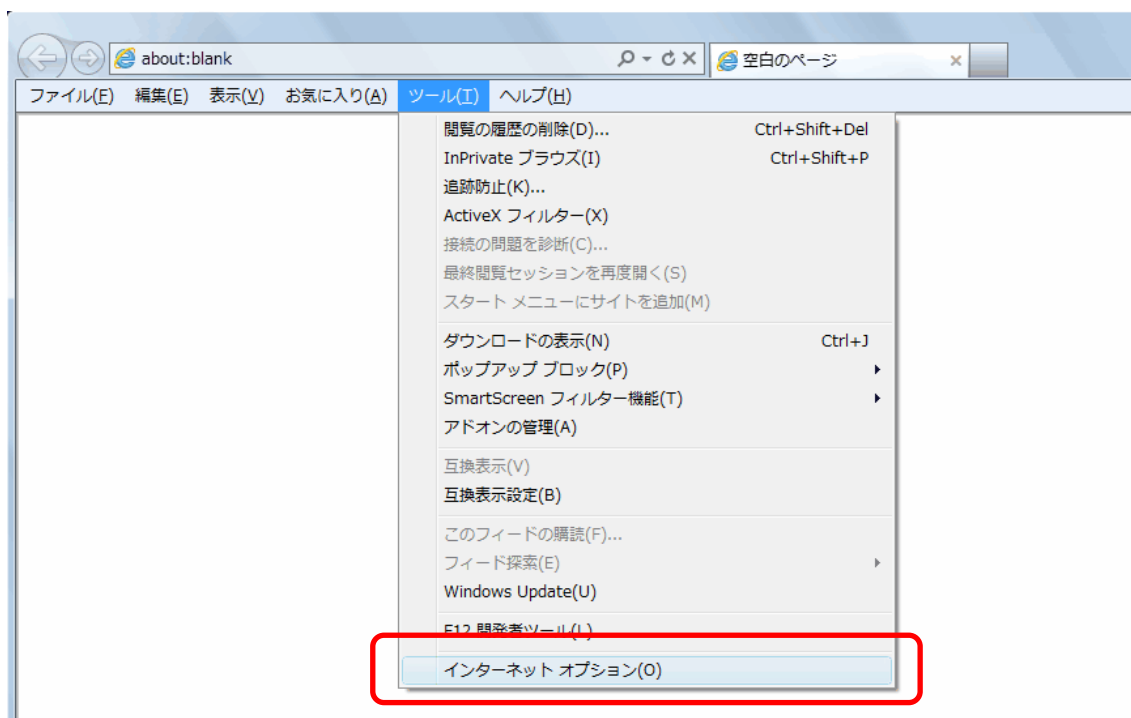 about:blank
空白のページ
ファイル(F) 編集(E) 表示(V) お気に入り(A) ツール(T) ヘルプ(H)
閲覧の履歴の削除(D)... Ctrl+Shift+Del
InPrivate ブラウズ(I) Ctrl+Shift+P
追跡防止(K)...
ActiveX フィルター(X)
接続の問題を診断(C)...
最終閲覧セッションを再度開く(S)
スタート メニューにサイトを追加(M)
ダウンロードの表示(N) Ctrl+J
ポップアップ ブロック(P)
SmartScreen フィルター機能(T)
アドオンの管理(A)
互換表示(V)
互換表示設定(B)
このフィードの購読(F)...
フィード探索(E)
Windows Update(U)
F12 開発者ツール(L)
インターネット オプション(O)